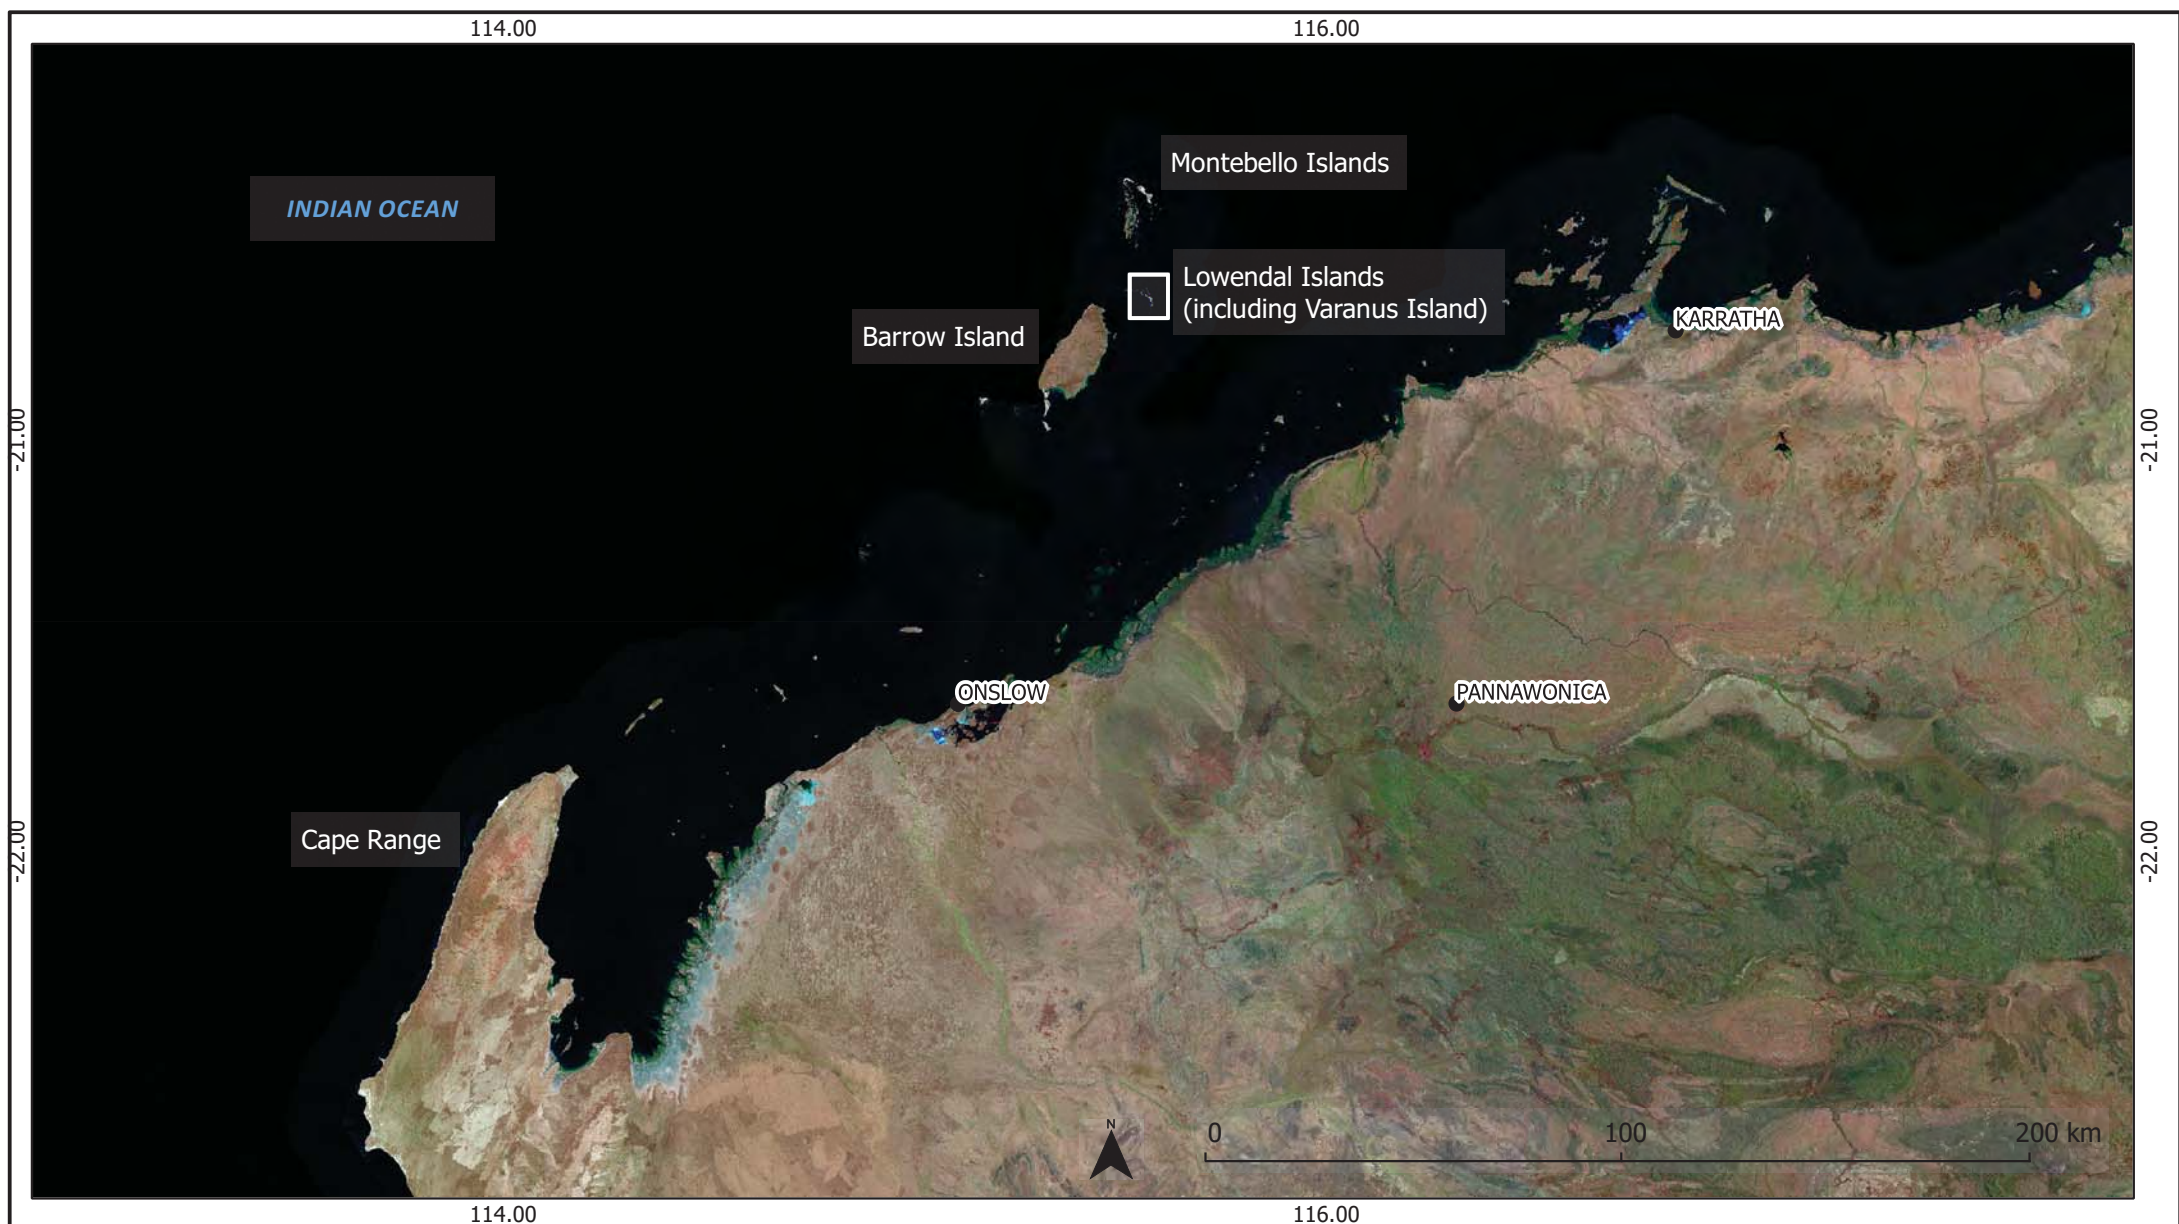 114.00
116.00
Montebello Islands
INDIAN OCEAN
Lowendal Islands
(including Varanus Island)
Barrow Island
KARRATHA
-21.00
-21.00
ONSLOW
PANNAWONICA
Cape Range
-22.00
-22.00
N
0
100
200 km
114.00
116.00